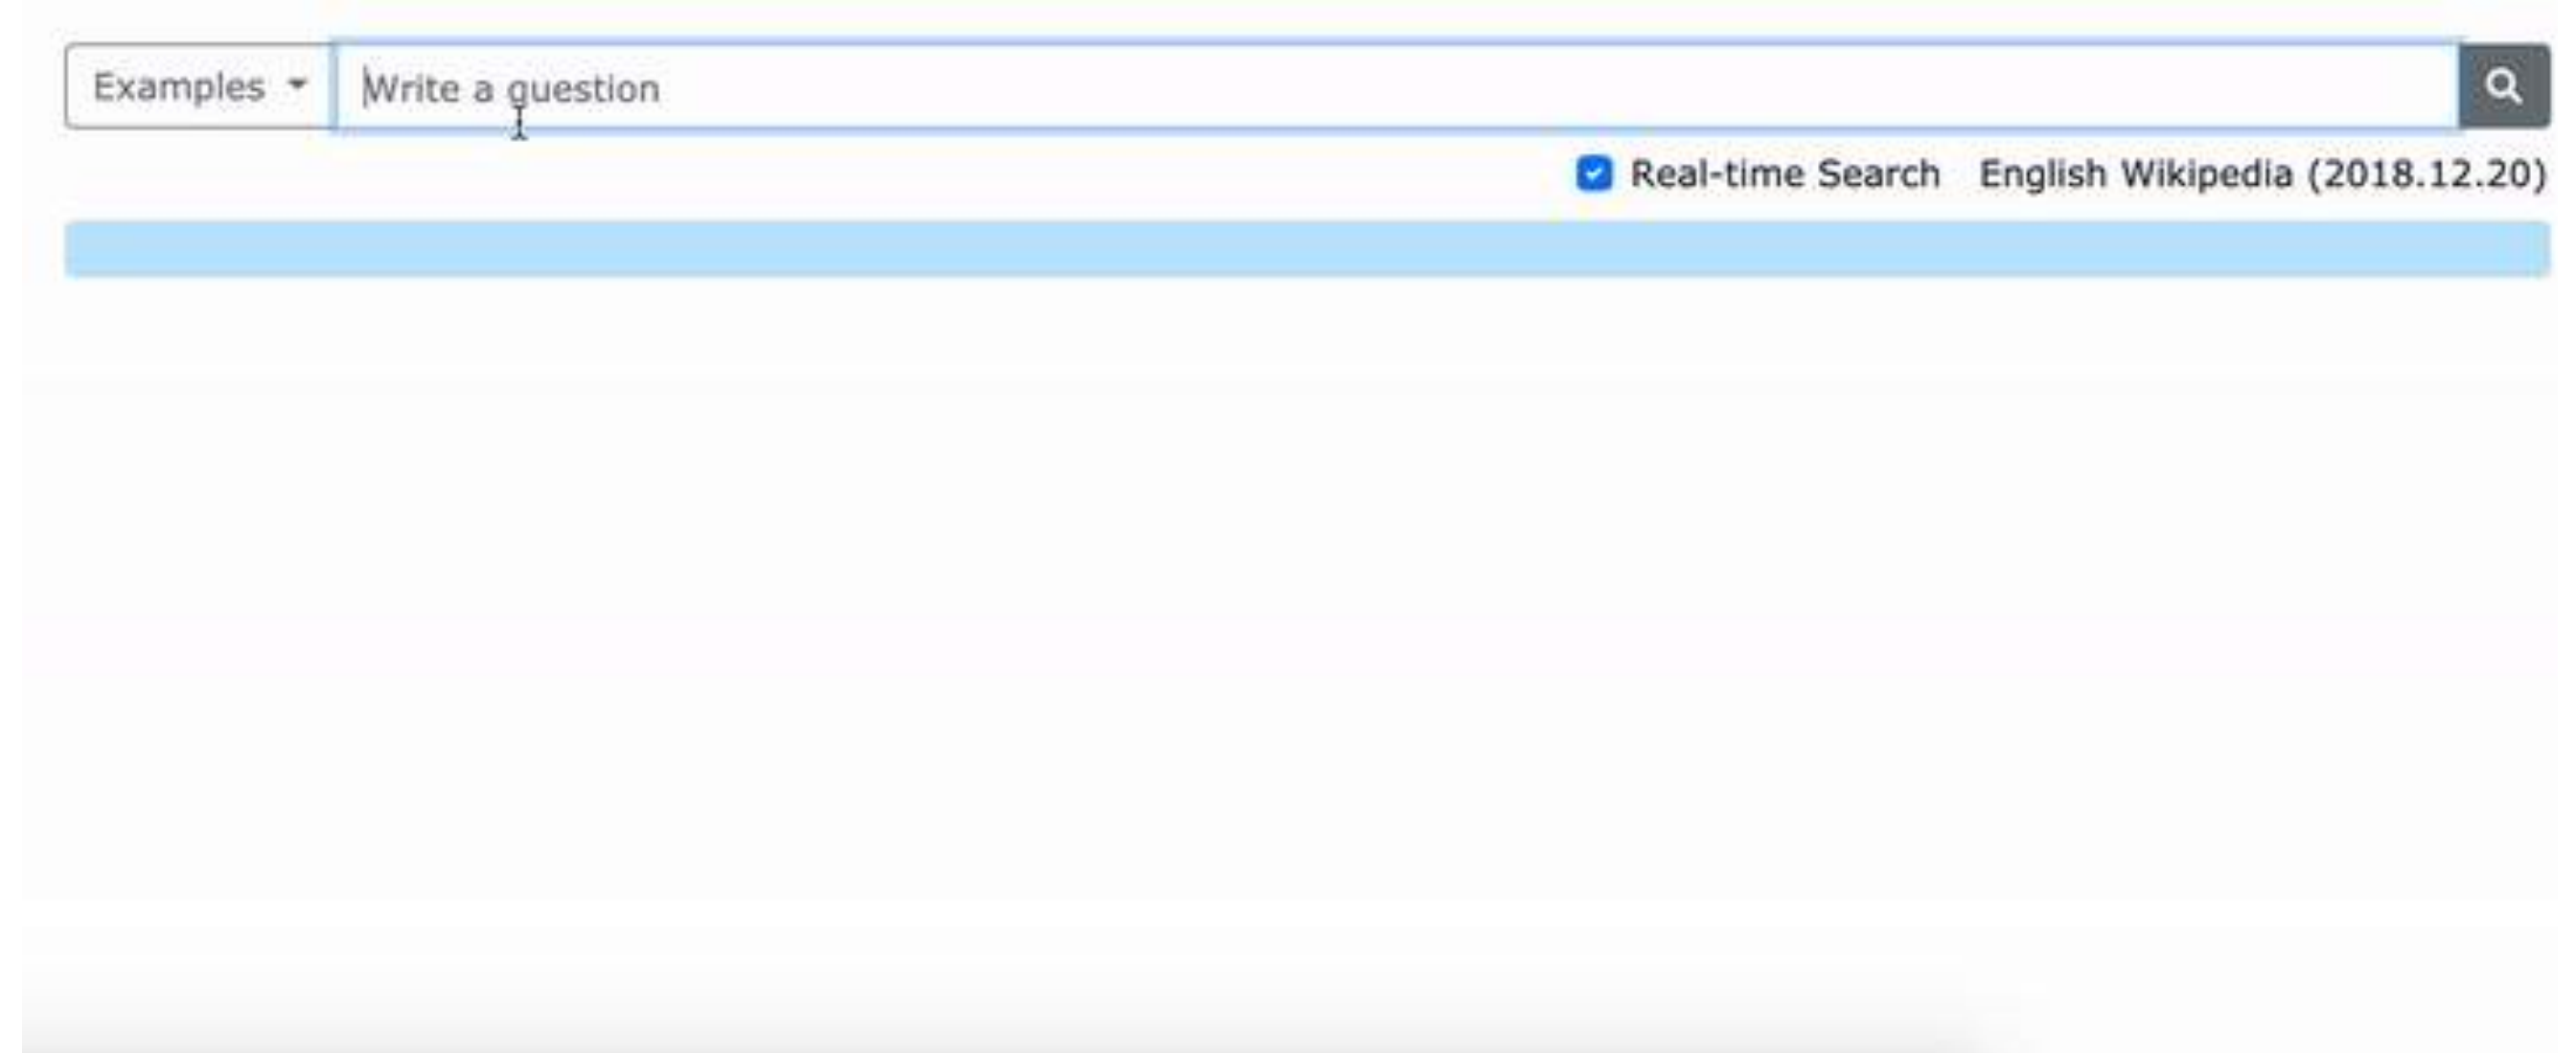 Examples Write a question
Real-time Search English Wikipedia (2018.12.20)